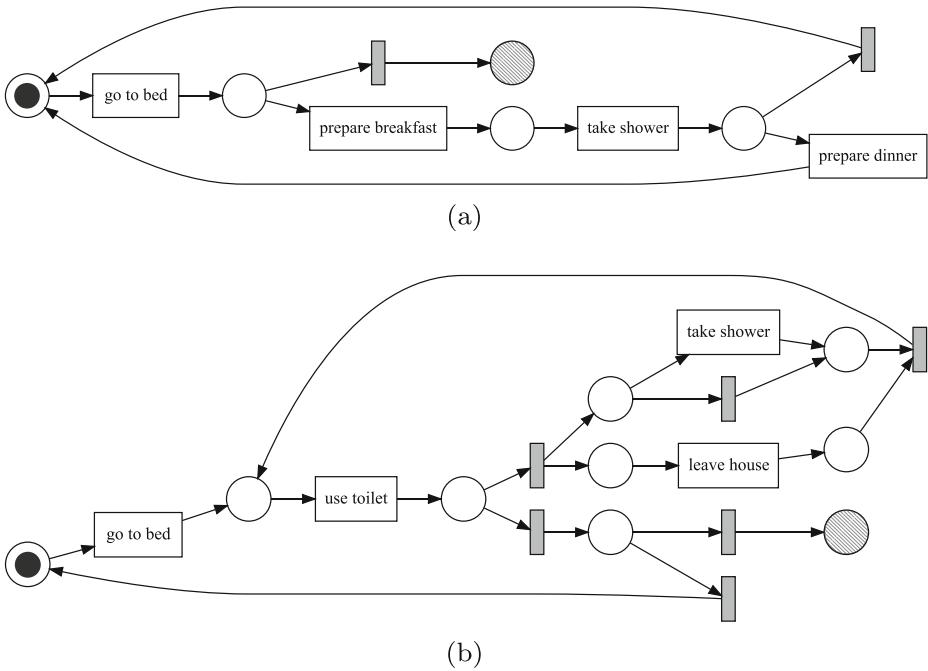 go to bed
prepare breakfast
take shower
prepare dinner
(a)
take shower
leave house
use toilet
go to bed
(b)